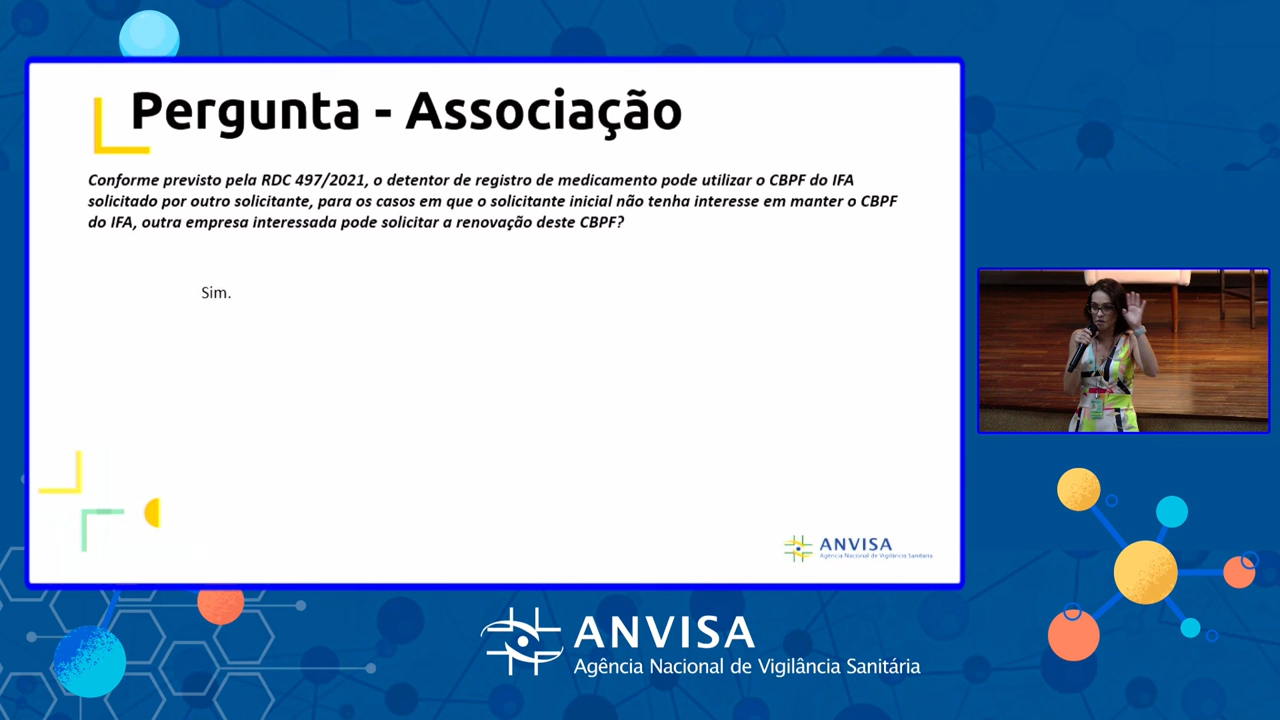 Pergunta - Associação
Conforme previsto pela RDC 497/2021, o detentor de registro de medicamento pode utilizar o CBPF do IFA
solicitado por outro solicitante, para os casos em que o solicitante inicial não tenha interesse em manter o CBPF
do IFA, outra empresa interessada pode solicitar a renovação deste CBPF?
Sim.
ANVISA
Agência Nacional de Vigilância Sanitária
ANVISA
Agência Nacional de Vigilância Sanitária